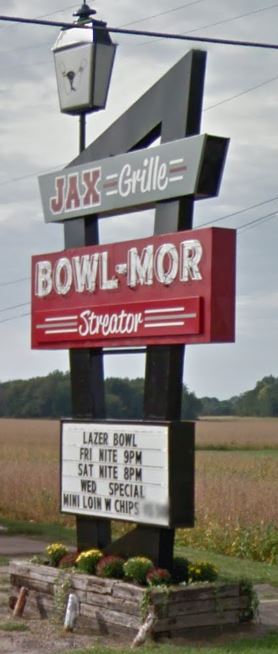 JAX Grille
BOWL-MOR
Streator
LAZER BOWL
FRI NITE 9PM
SAT NITE 8PM
WED SPECIAL
MINI LOIN W CHIPS